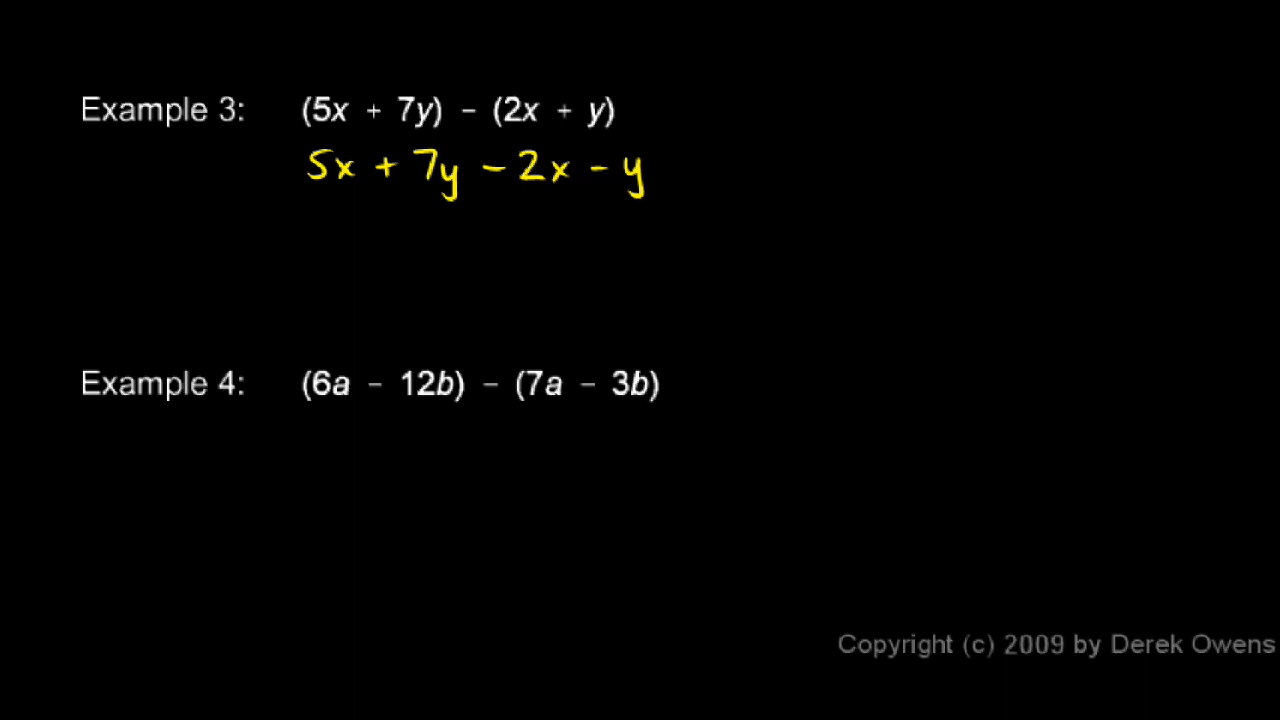 Example 3: (5x + 7y) − (2x + y)
5x + 7y − 2x − y
Example 4: (6a − 12b) − (7a − 3b)
Copyright (c) 2009 by Derek Owens